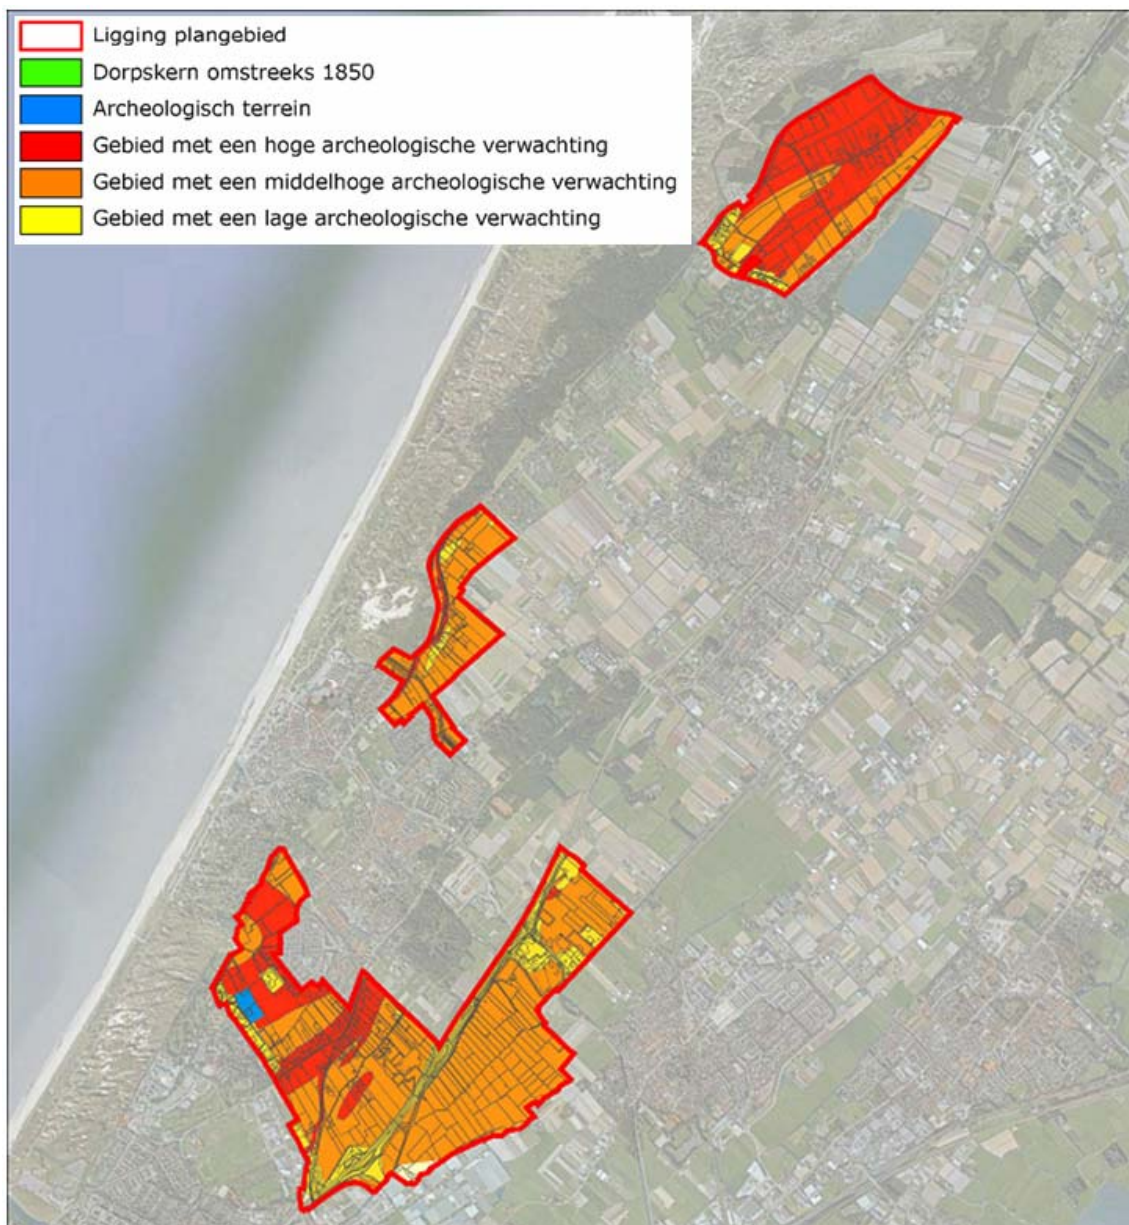 Ligging plangebied
Dorpskern omstreeks 1850
Archeologisch terrein
Gebied met een hoge archeologische verwachting
Gebied met een middelhoge archeologische verwachting
Gebied met een lage archeologische verwachting